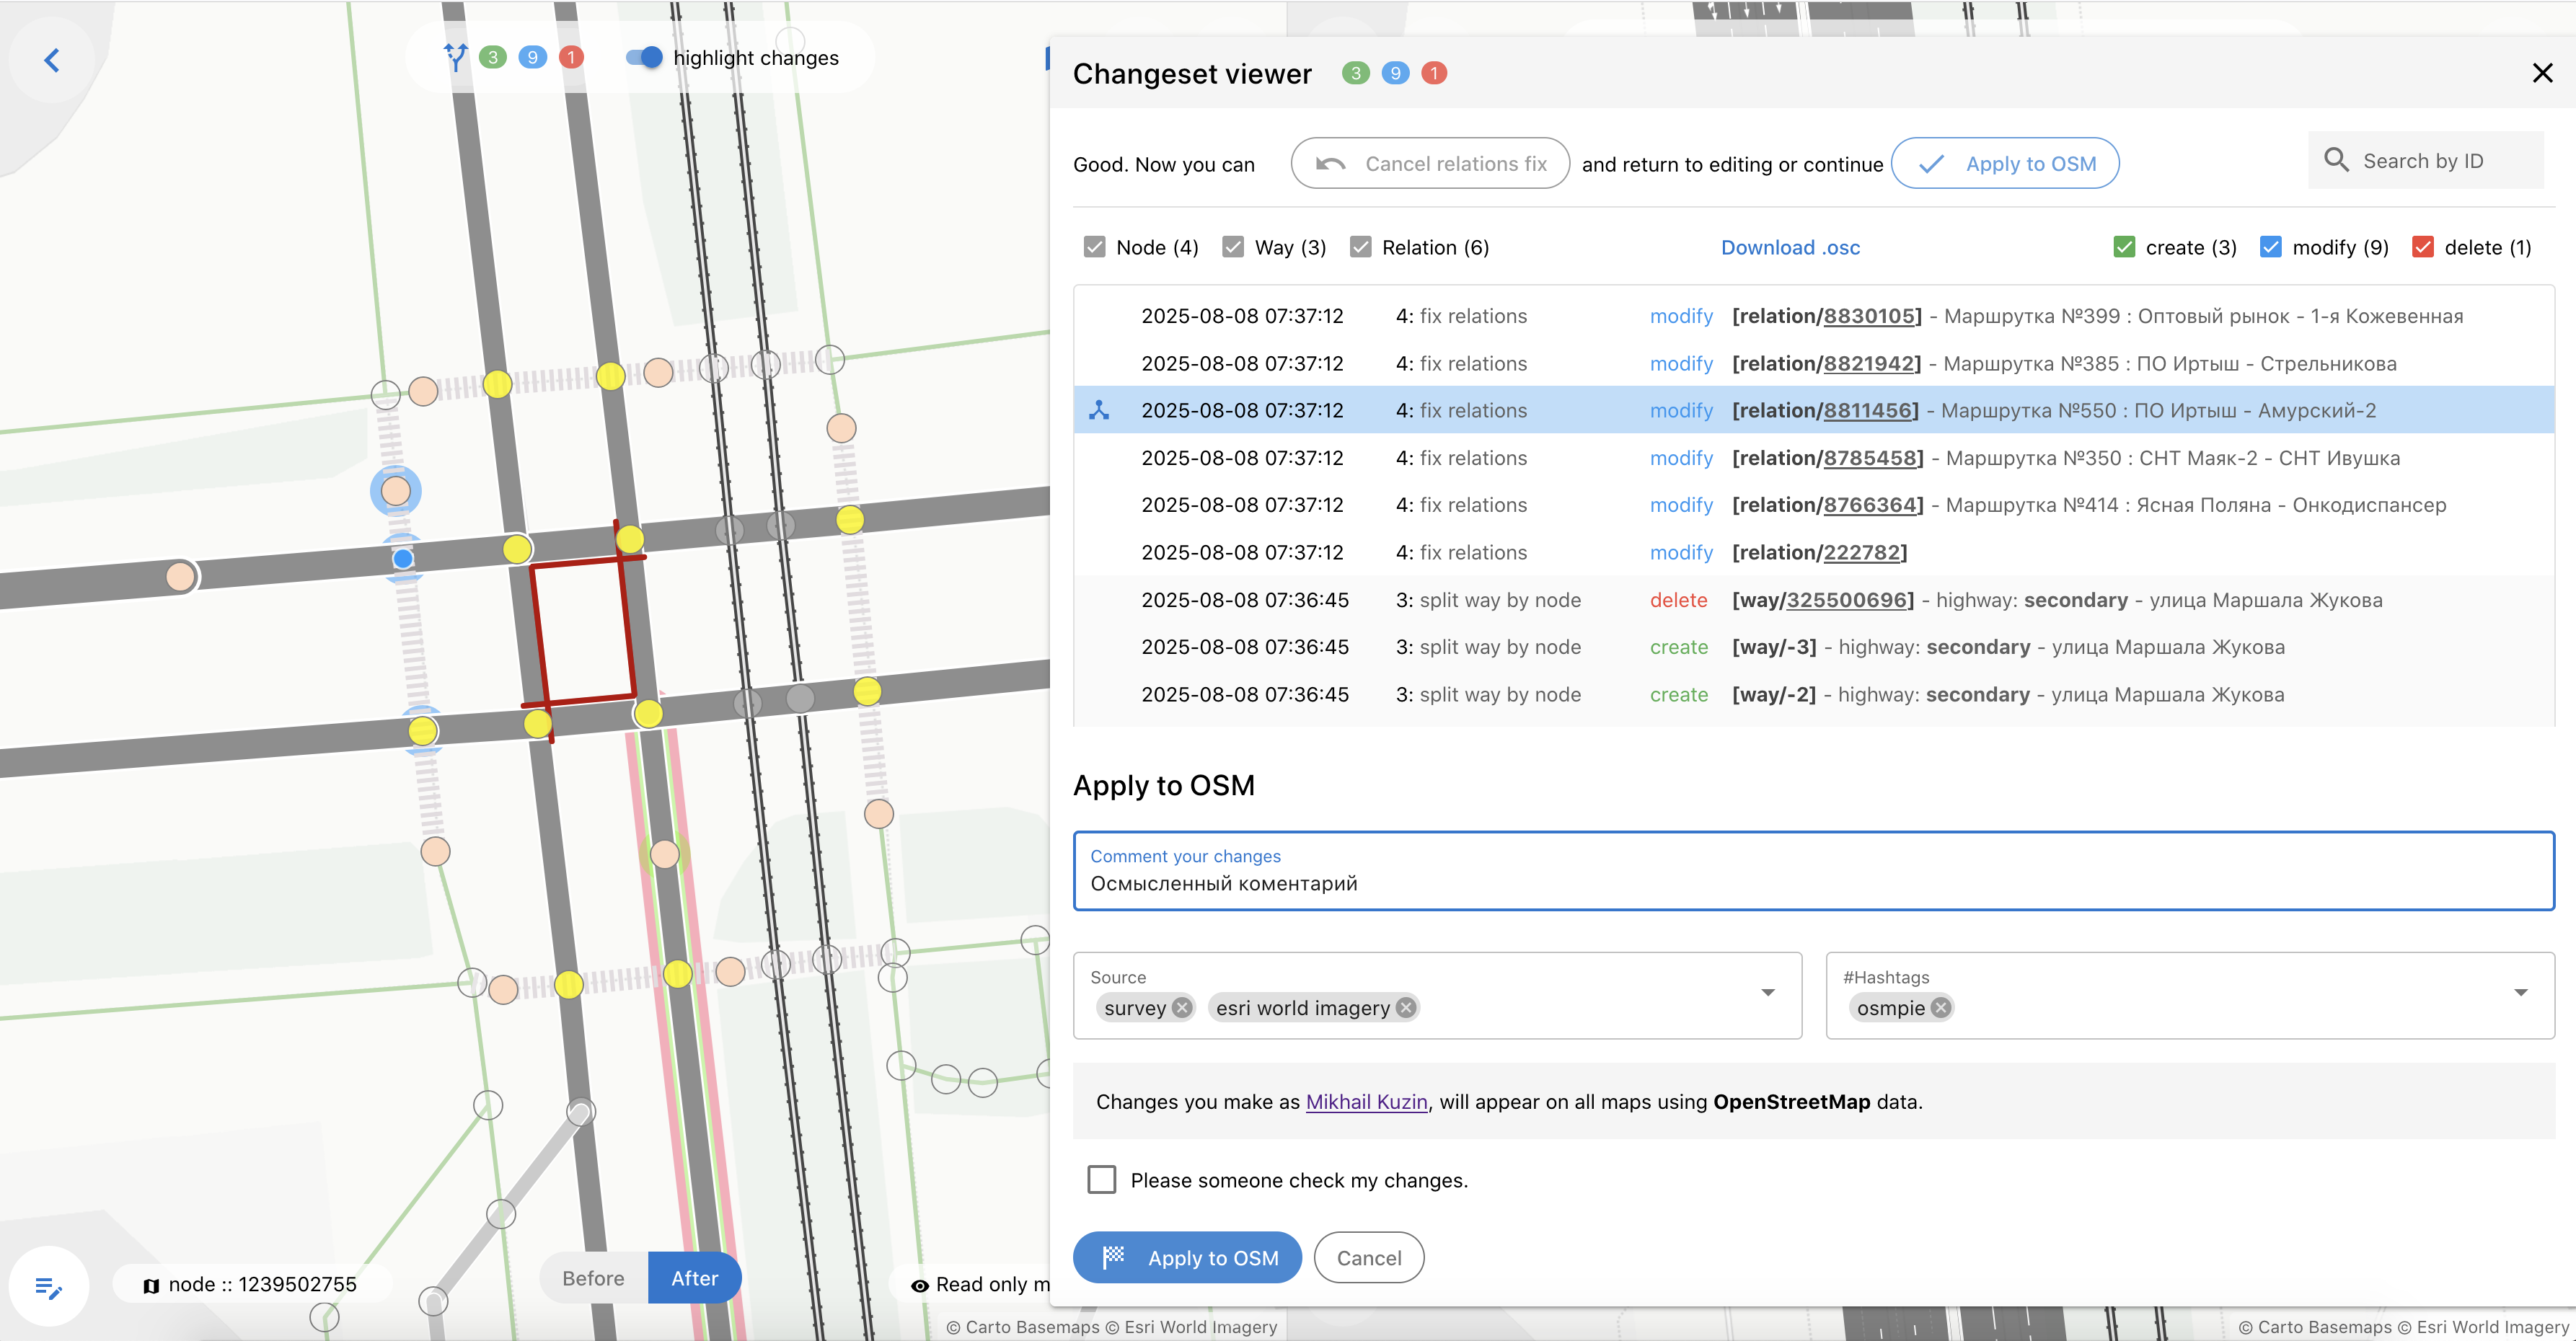 3 9 1 highlight changes
Changeset viewer 3 9 1
Good. Now you can Cancel relations fix and return to editing or continue Apply to OSM Search by ID
Node (4) Way (3) Relation (6) Download .osc create (3) modify (9) delete (1)
2025-08-08 07:37:12 4: fix relations modify [relation/8830105] - Маршрутка №399 : Оптовый рынок - 1-я Кожевенная
2025-08-08 07:37:12 4: fix relations modify [relation/8821942] - Маршрутка №385 : ПО Иртыш - Стрельникова
2025-08-08 07:37:12 4: fix relations modify [relation/8811456] - Маршрутка №550 : ПО Иртыш - Амурский-2
2025-08-08 07:37:12 4: fix relations modify [relation/8785458] - Маршрутка №350 : СНТ Маяк-2 - СНТ Ивушка
2025-08-08 07:37:12 4: fix relations modify [relation/8766364] - Маршрутка №414 : Ясная Поляна - Онкодиспансер
2025-08-08 07:37:12 4: fix relations modify [relation/222782]
2025-08-08 07:36:45 3: split way by node delete [way/325500696] - highway: secondary - улица Маршала Жукова
2025-08-08 07:36:45 3: split way by node create [way/-3] - highway: secondary - улица Маршала Жукова
2025-08-08 07:36:45 3: split way by node create [way/-2] - highway: secondary - улица Маршала Жукова
Apply to OSM
Comment your changes
Осмысленный коментарий
Source
survey esri world imagery
#Hashtags
osmpie
Changes you make as Mikhail Kuzin, will appear on all maps using OpenStreetMap data.
Please someone check my changes.
Apply to OSM Cancel
node :: 1239502755 Before After Read only m
© Carto Basemaps © Esri World Imagery
© Carto Basemaps © Esri World Imagery